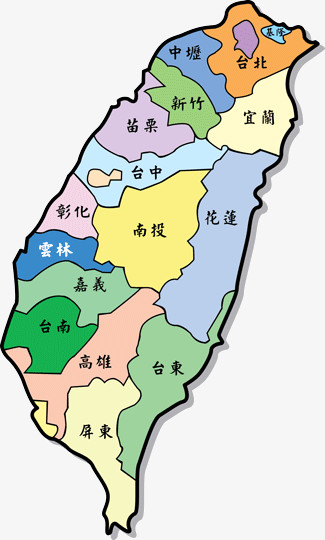 基隆
台北
中壢
新竹
宜蘭
苗栗
台中
彰化
南投
花蓮
雲林
嘉義
台南
高雄
台東
屏東